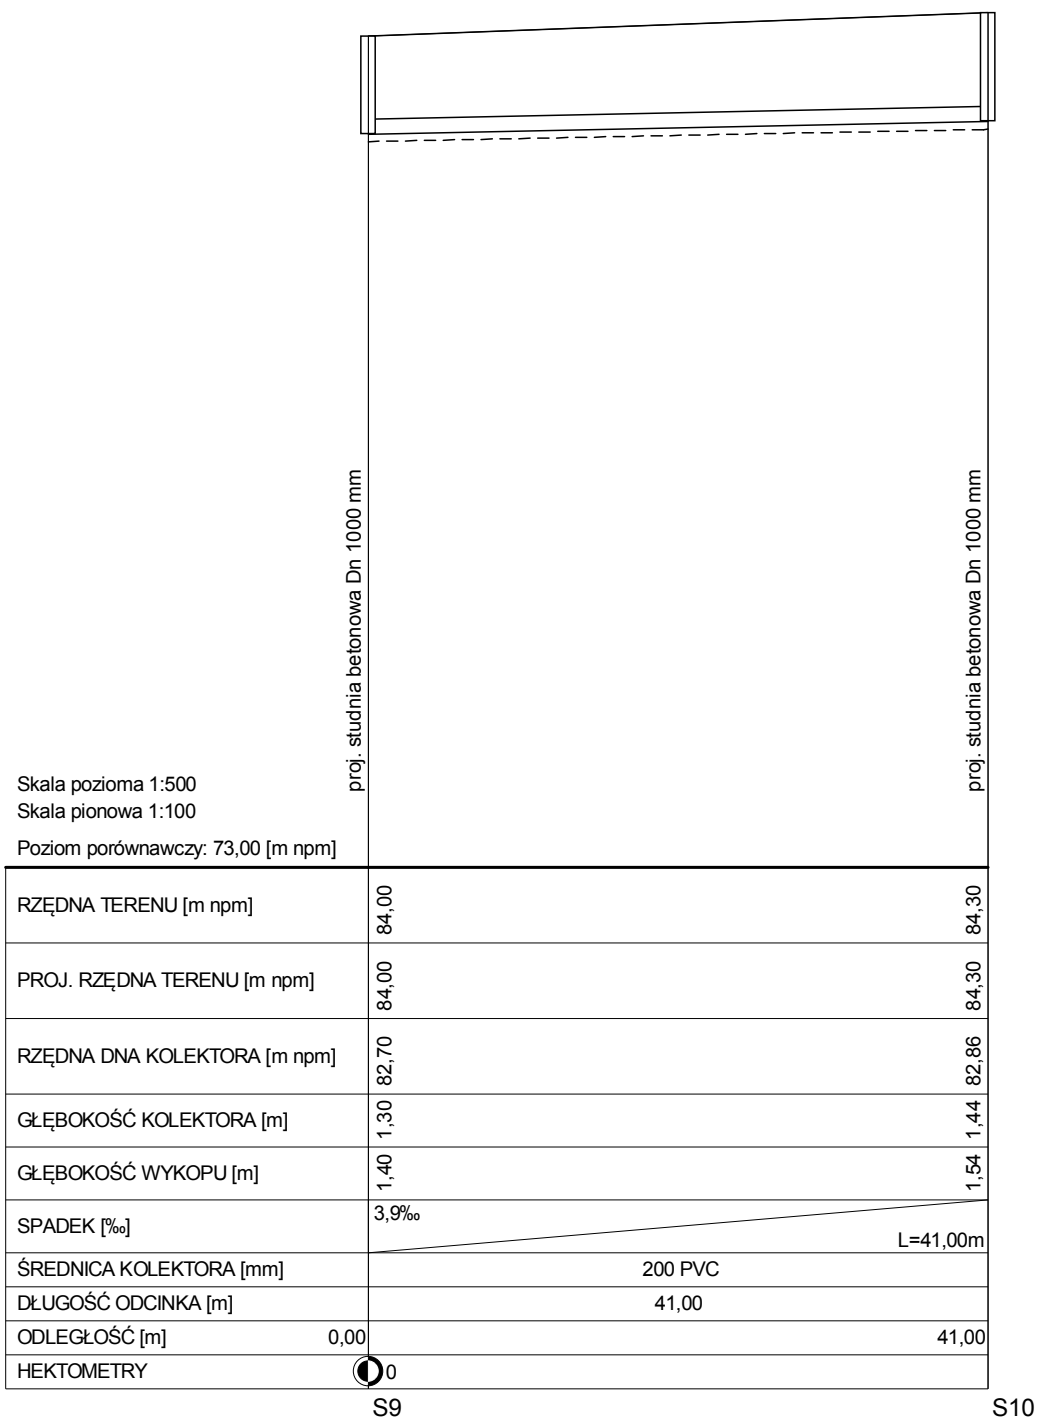 proj. studnia betonowa Dn 1000 mm
proj. studnia betonowa Dn 1000 mm
Skala pozioma 1:500
Skala pionowa 1:100
Poziom porównawczy: 73,00 [m npm]
RZĘDNA TERENU [m npm] 84,00 84,30
PROJ. RZĘDNA TERENU [m npm] 84,00 84,30
RZĘDNA DNA KOLEKTORA [m npm] 82,70 82,86
GŁĘBOKOŚĆ KOLEKTORA [m] 1,30 1,44
GŁĘBOKOŚĆ WYKOPU [m] 1,40 1,54
SPADEK [‰] 3,9‰ L=41,00m
ŚREDNICA KOLEKTORA [mm] 200 PVC
DŁUGOŚĆ ODCINKA [m] 41,00
ODLEGŁOŚĆ [m] 0,00 41,00
HEKTOMETRY 0
S9 S10